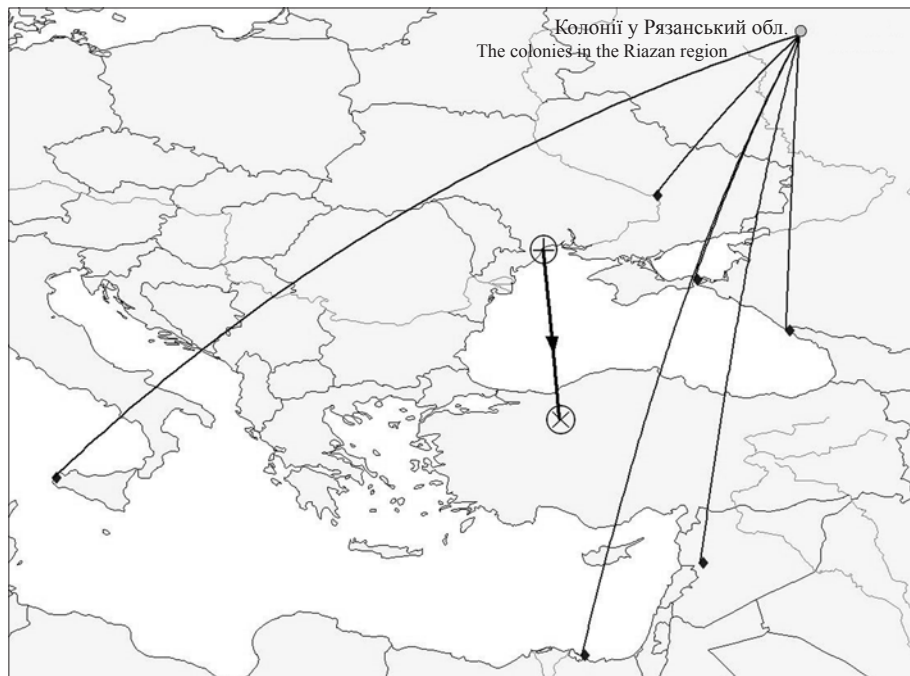 Колонії у Рязанський обл.
The colonies in the Riazan region